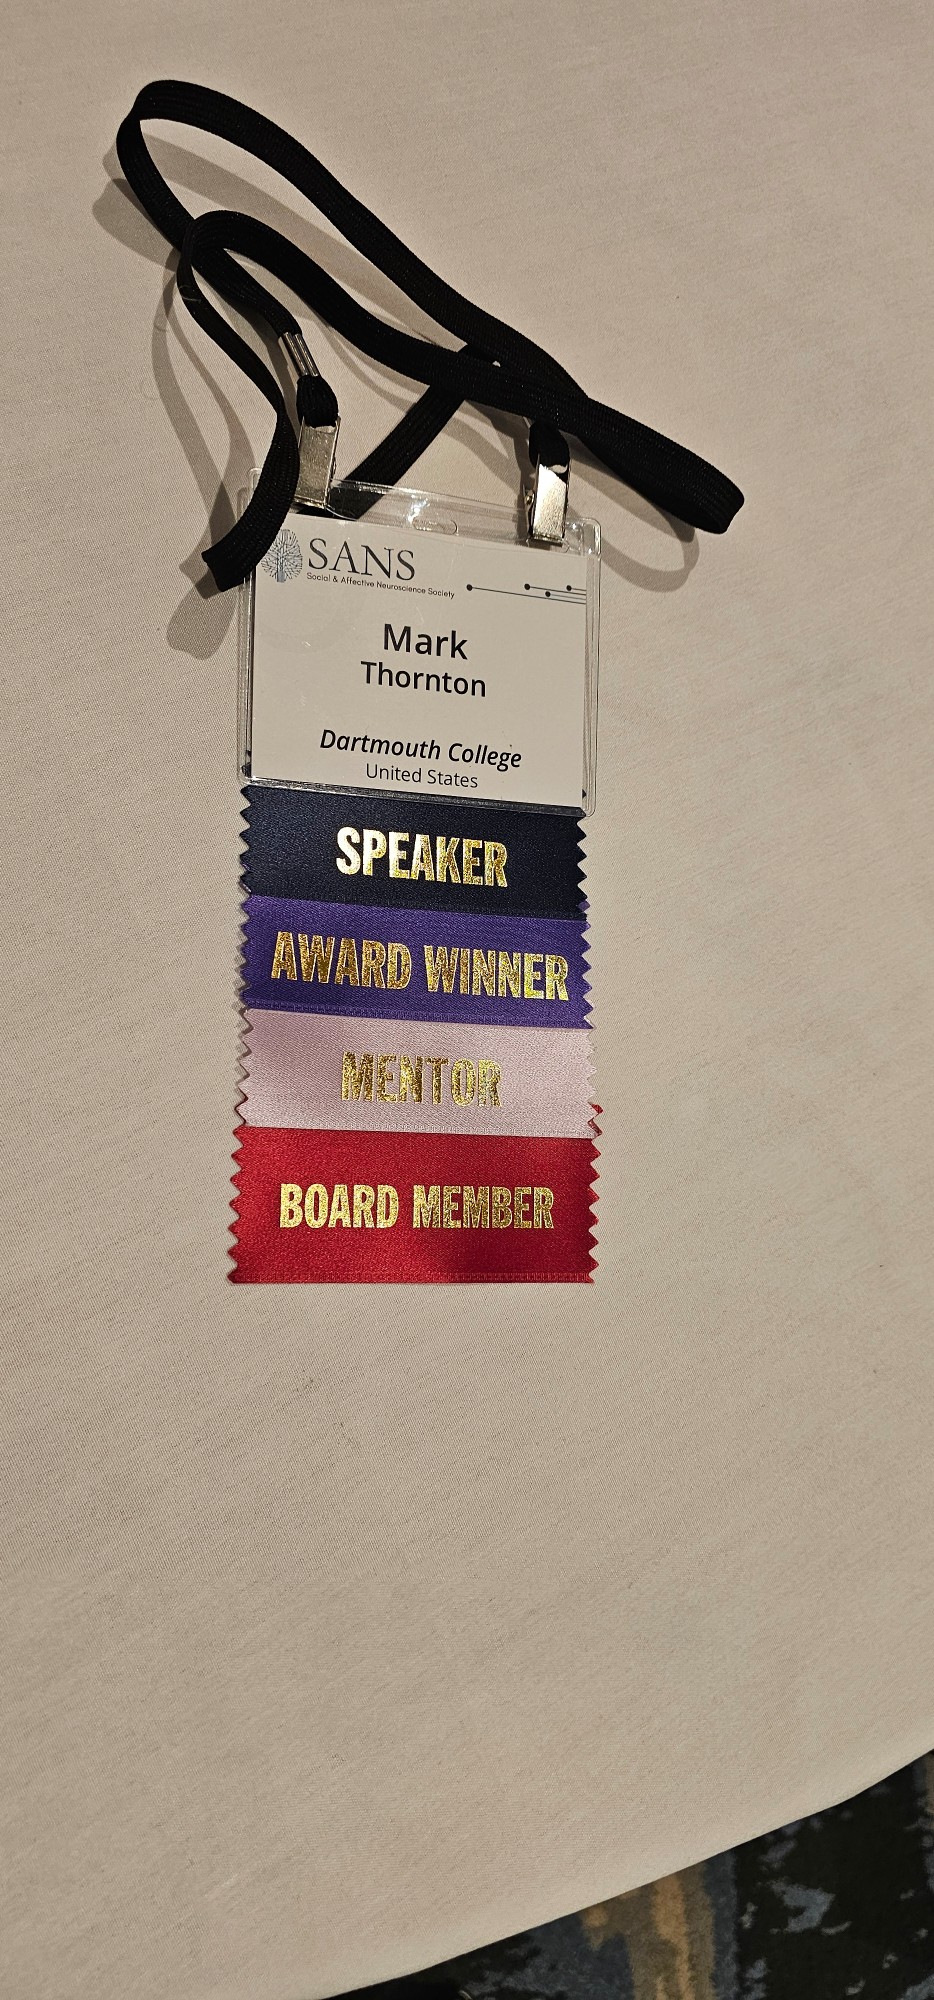 SANS
Social & Affective Neuroscience Society
Mark
Thornton
Dartmouth College
United States
SPEAKER
AWARD WINNER
MENTOR
BOARD MEMBER